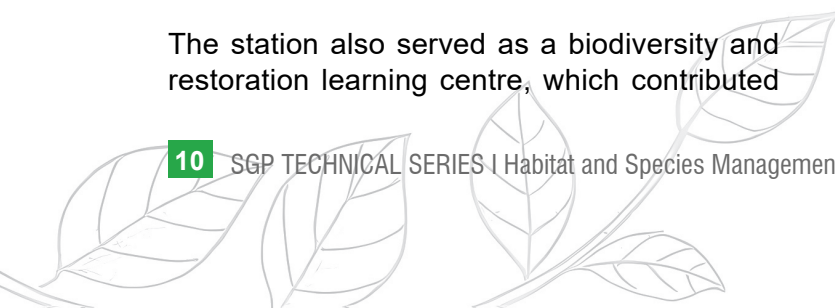 The station also served as a biodiversity and
restoration learning centre, which contributed
10 SGP TECHNICAL SERIES I Habitat and Species Managemen